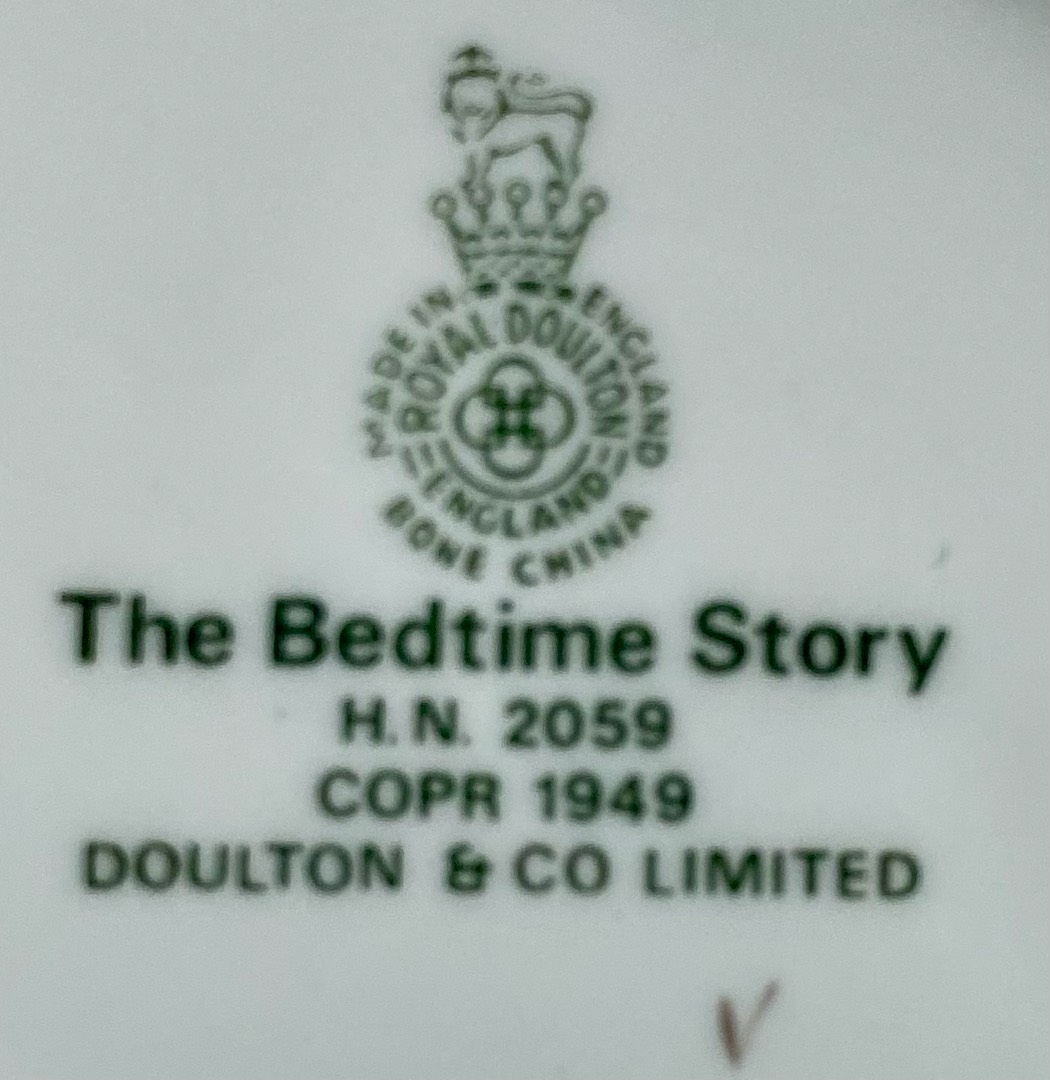 MADE IN ENGLAND
ROYAL DOULTON
ENGLAND
BONE CHINA
The Bedtime Story
H.N. 2059
COPR 1949
DOULTON & CO LIMITED
V